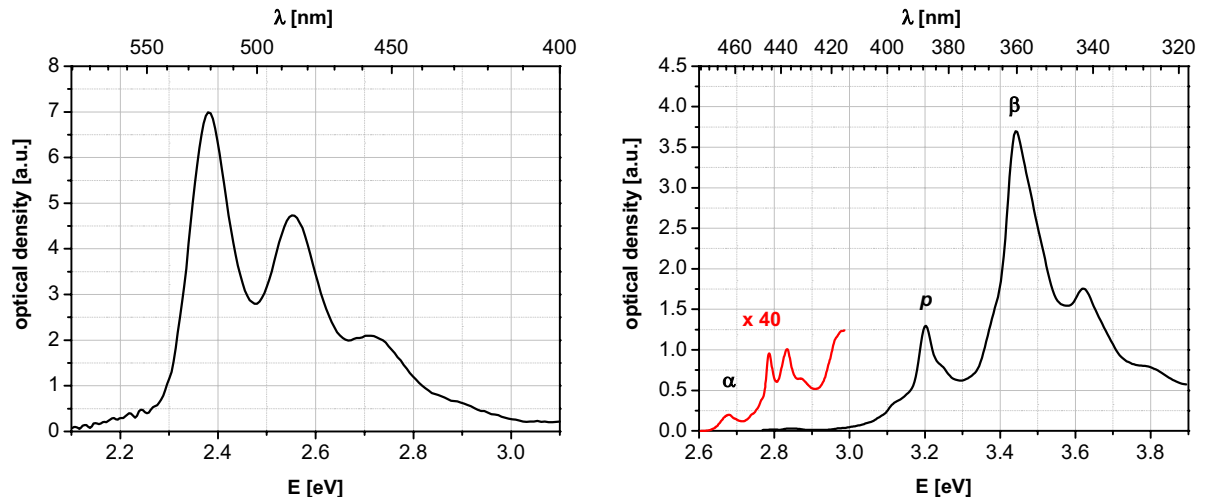 λ [nm]
550 500 450 400
8
7
6
5
4
3
2
1
0
optical density [a.u.]
2.2 2.4 2.6 2.8 3.0
E [eV]
λ [nm]
460 440 420 400 380 360 340 320
4.5
4.0
3.5
3.0
2.5
2.0
1.5
1.0
0.5
0.0
optical density [a.u.]
β
p
x 40
α
2.6 2.8 3.0 3.2 3.4 3.6 3.8
E [eV]